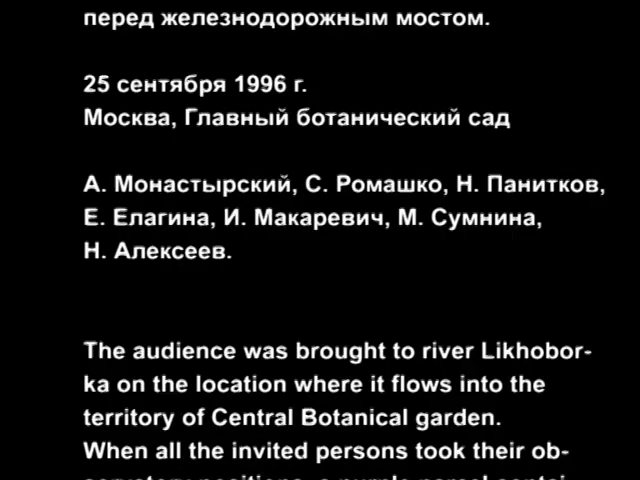 перед железнодорожным мостом.
25 сентября 1996 г.
Москва, Главный ботанический сад
А. Монастырский, С. Ромашко, Н. Панитков,
Е. Елагина, И. Макаревич, М. Сумнина,
Н. Алексеев.
The audience was brought to river Likhobor-
ka on the location where it flows into the
territory of Central Botanical garden.
When all the invited persons took their ob-